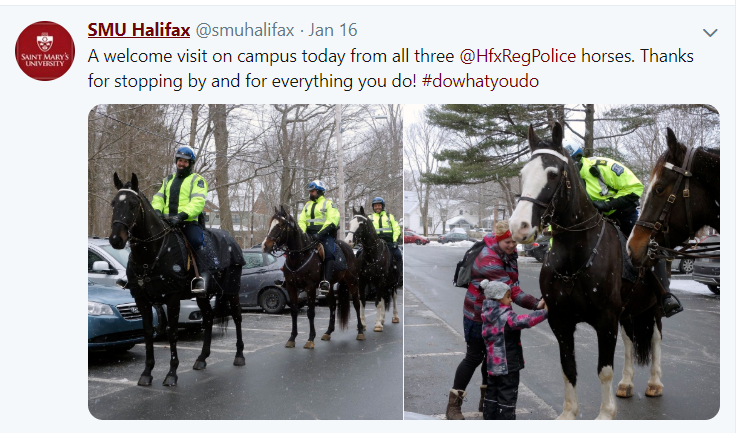 SMU Halifax @smuhalifax · Jan 16
A welcome visit on campus today from all three @HfxRegPolice horses. Thanks
for stopping by and for everything you do! #dowhatyoudo
SAINT MARY'S
UNIVERSITY